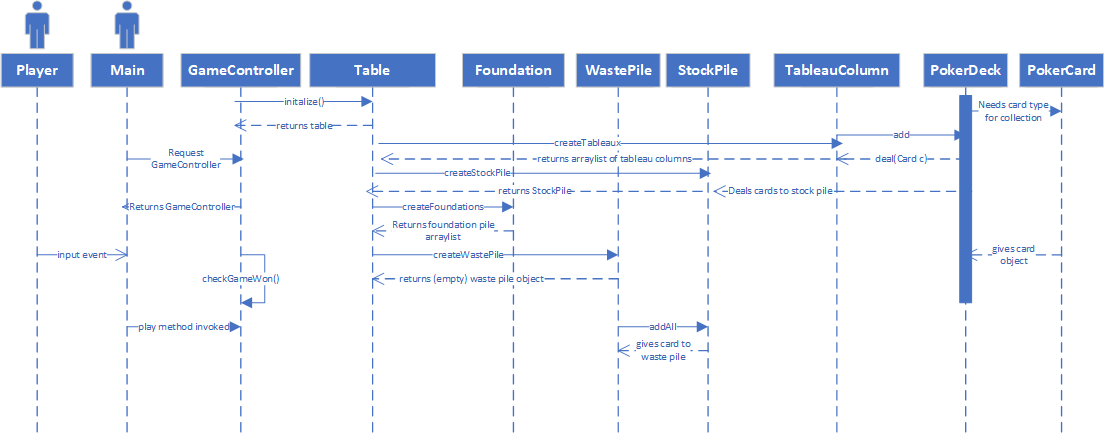 Player
Main
GameController
Table
Foundation
WastePile
StockPile
TableauColumn
PokerDeck
PokerCard
initalize()
Needs card type
for collection
returns table
add
createTableaux
Request
GameController
returns arraylist of tableau columns
deal(Card c)
createStockPile
returns StockPile
Deals cards to stock pile
Returns GameController
createFoundations
Returns foundation pile
arraylist
input event
createWastePile
gives card
object
checkGameWon()
returns (empty) waste pile object
play method invoked
addAll
gives card to
waste pile